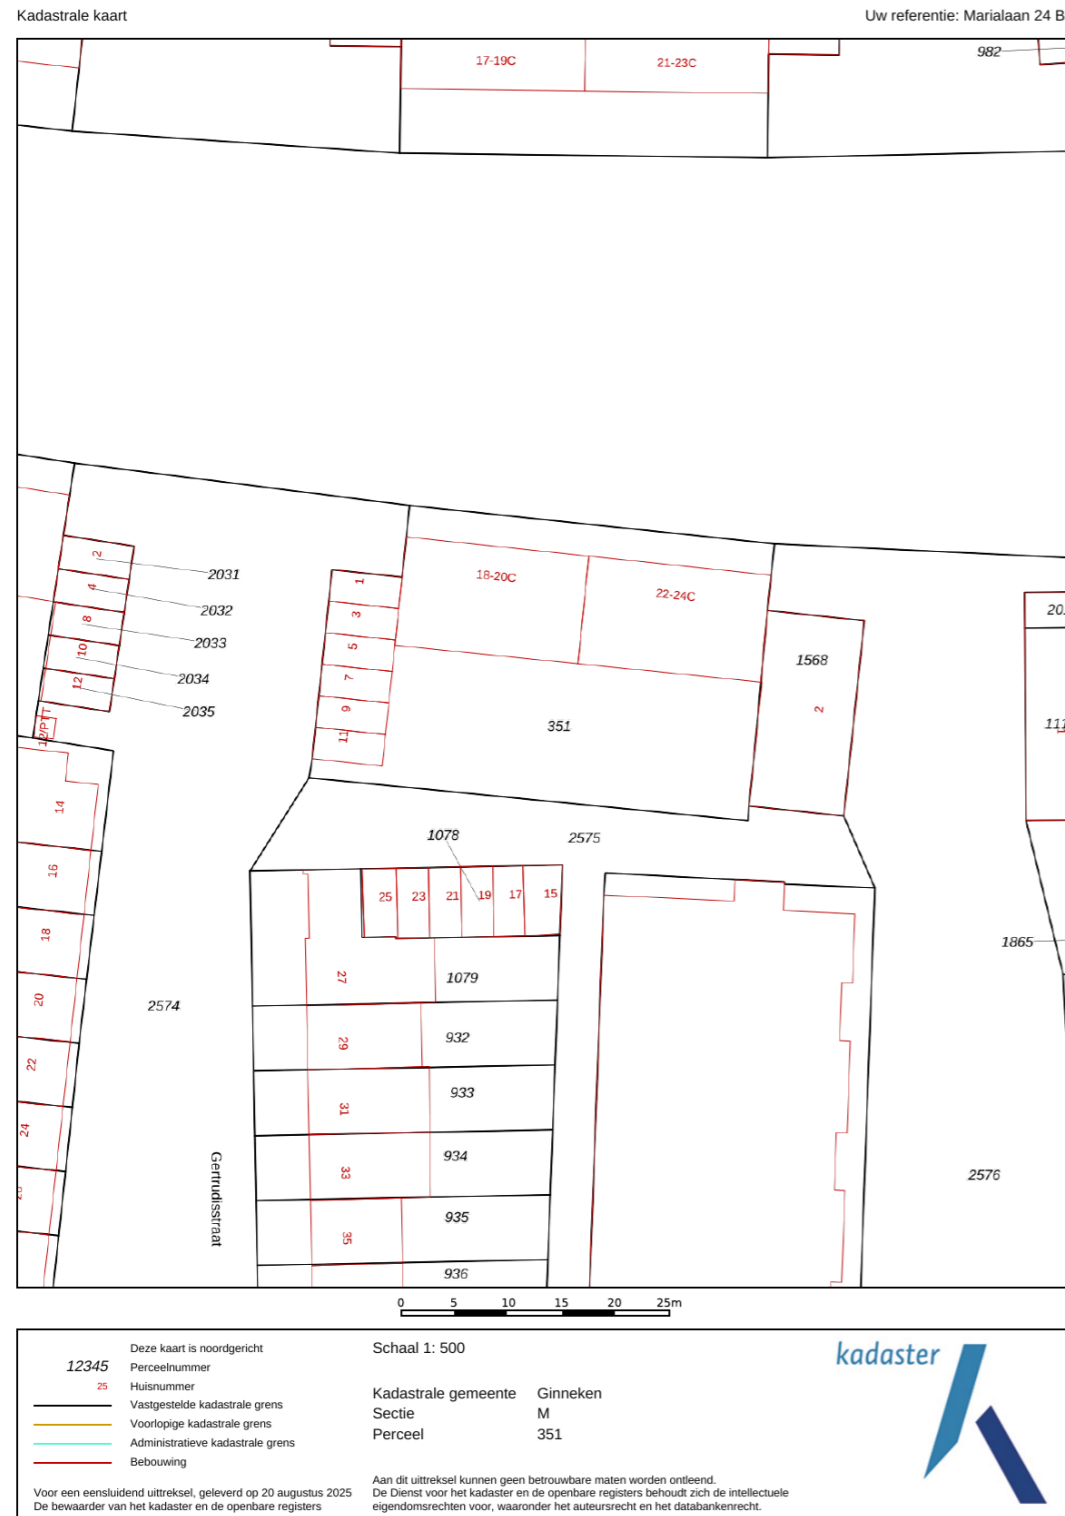 Kadastrale kaart
Uw referentie: Marialaan 24 B
17-19C
21-23C
982
2
2031
4
2032
8
2033
10
2034
12
2035
12/PTT
1
3
5
7
9
11
18-20C
22-24C
351
1568
2
20
111
14
16
18
20
22
24
1078
2575
25
23
21
19
17
15
27
1079
29
932
31
933
33
934
35
935
936
2574
Gertrudisstraat
1865
2576
0 5 10 15 20 25m
Deze kaart is noordgericht
12345 Perceelnummer
25 Huisnummer
Vastgestelde kadastrale grens
Voorlopige kadastrale grens
Administratieve kadastrale grens
Bebouwing
Voor een eensluidend uittreksel, geleverd op 20 augustus 2025
De bewaarder van het kadaster en de openbare registers
Schaal 1: 500
Kadastrale gemeente Ginneken
Sectie M
Perceel 351
Aan dit uittreksel kunnen geen betrouwbare maten worden ontleend.
De Dienst voor het kadaster en de openbare registers behoudt zich de intellectuele
eigendomsrechten voor, waaronder het auteursrecht en het databankenrecht.
kadaster